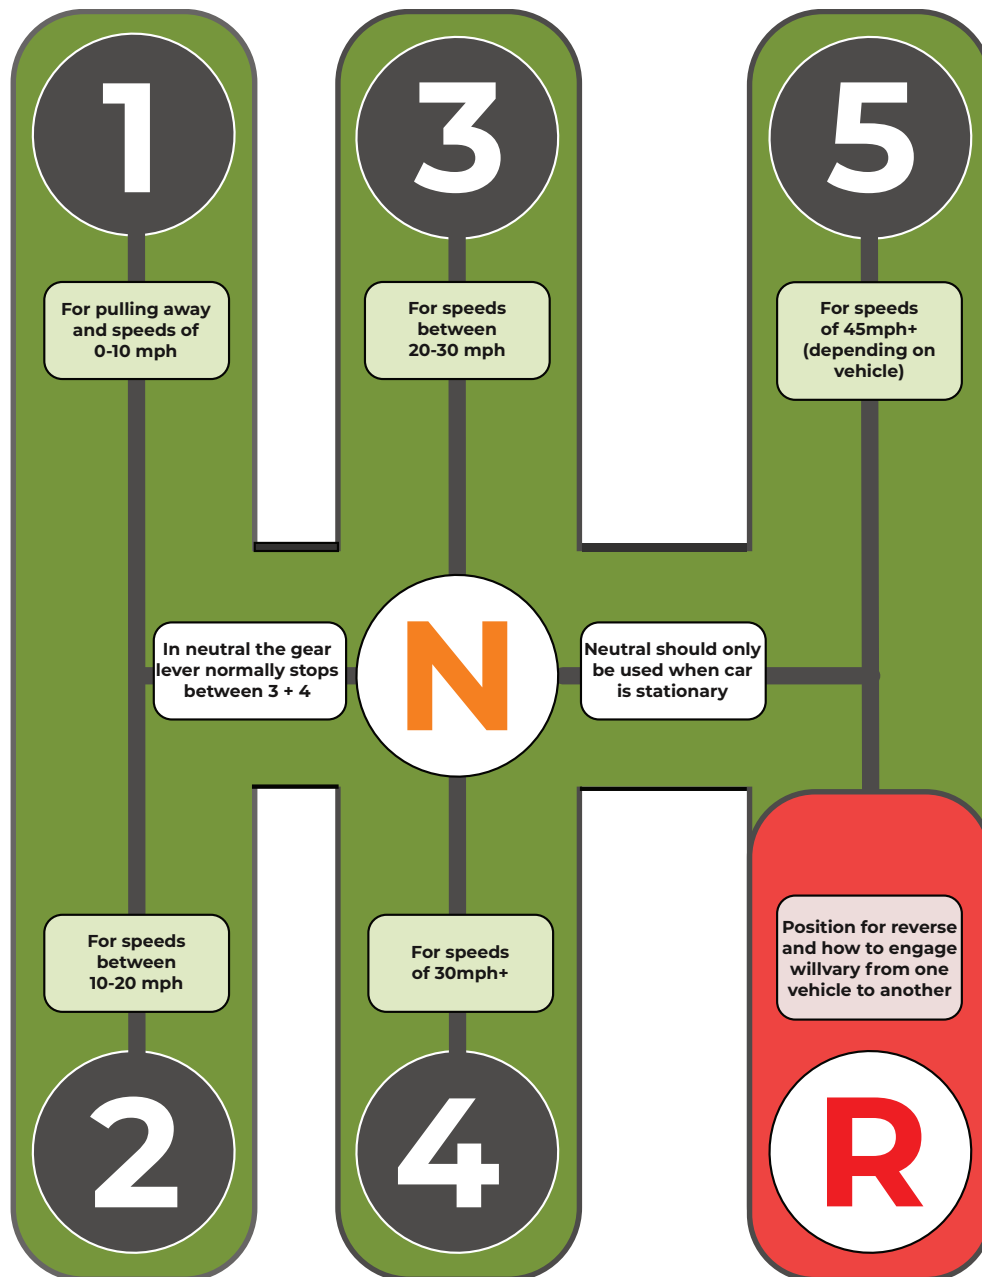 1
3
5
For pulling away
and speeds of
0-10 mph
For speeds
between
20-30 mph
For speeds
of 45mph+
(depending on
vehicle)
In neutral the gear
lever normally stops
between 3 + 4
N
Neutral should only
be used when car
is stationary
For speeds
between
10-20 mph
For speeds
of 30mph+
Position for reverse
and how to engage
willvary from one
vehicle to another
2
4
R